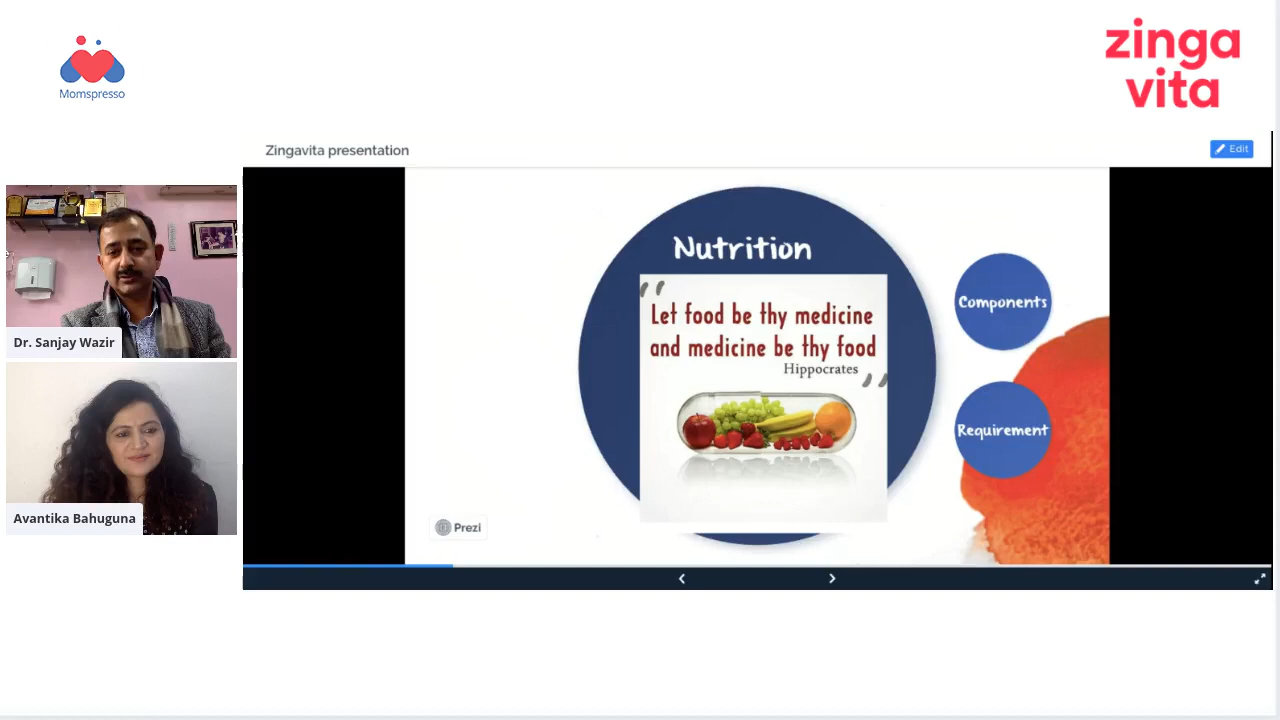 Momspresso
zinga
vita
Zingavita presentation
Edit
Dr. Sanjay Wazir
Avantika Bahuguna
Nutrition
Let food be thy medicine
and medicine be thy food
Hippocrates
Components
Requirement
Prezi